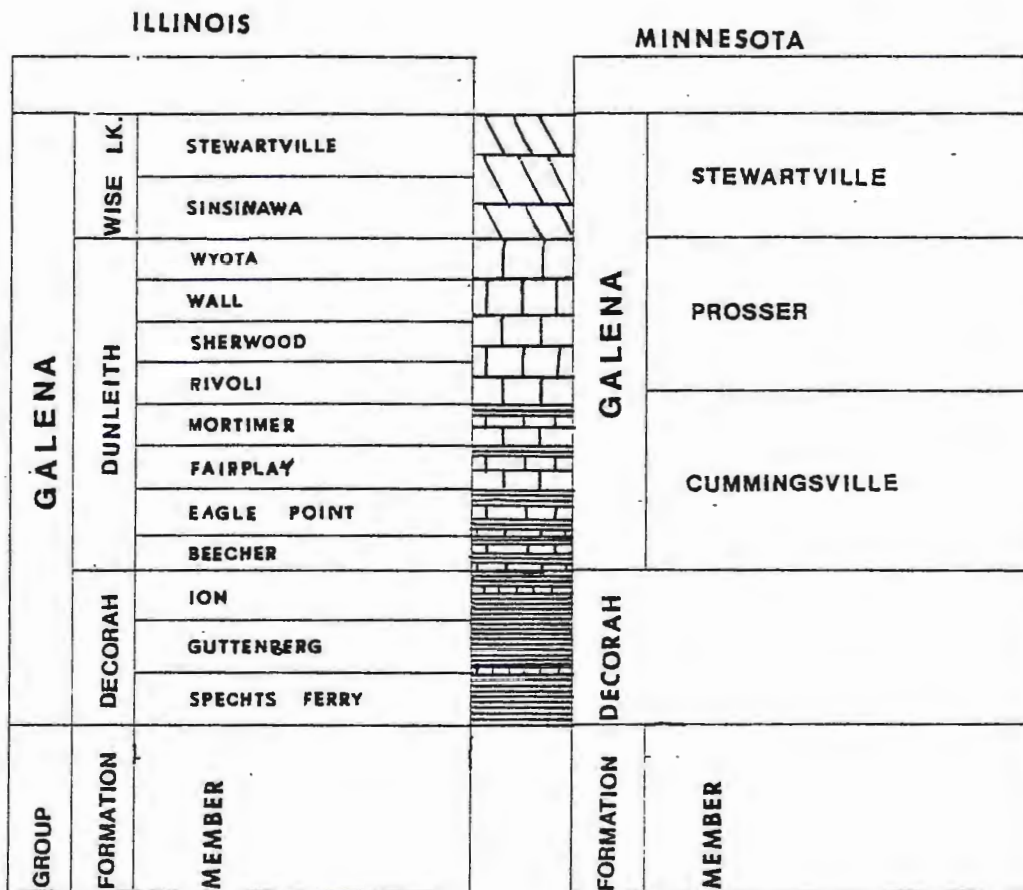 ILLINOIS
MINNESOTA
GALENA
WISE LK.
STEWARTVILLE
SINSINAWA
DUNLEITH
WYOTA
WALL
SHERWOOD
RIVOLI
MORTIMER
FAIRPLAY
EAGLE POINT
BEECHER
DECORAH
ION
GUTTENBERG
SPECHTS FERRY
GROUP
FORMATION
MEMBER
GALENA
STEWARTVILLE
PROSSER
CUMMINGSVILLE
DECORAH
FORMATION
MEMBER